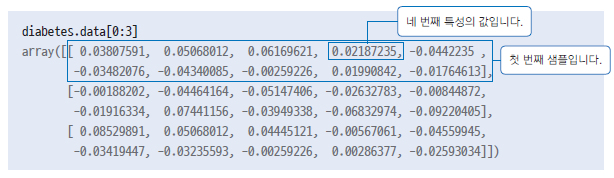 네 번째 특성의 값입니다.
diabetes.data[0:3]
array([[ 0.03807591, 0.05068012, 0.06169621, 0.02187235, -0.0442235 ,
첫 번째 샘플입니다.
-0.03482076, -0.04340085, -0.00259226, 0.01990842, -0.01764613],
[-0.00188202, -0.04464164, -0.05147406, -0.02632783, -0.00844872,
-0.01916334, 0.07441156, -0.03949338, -0.06832974, -0.09220405],
[ 0.08529891, 0.05068012, 0.04445121, -0.00567061, -0.04559945,
-0.03419447, -0.03235593, -0.00259226, 0.00286377, -0.02593034]])